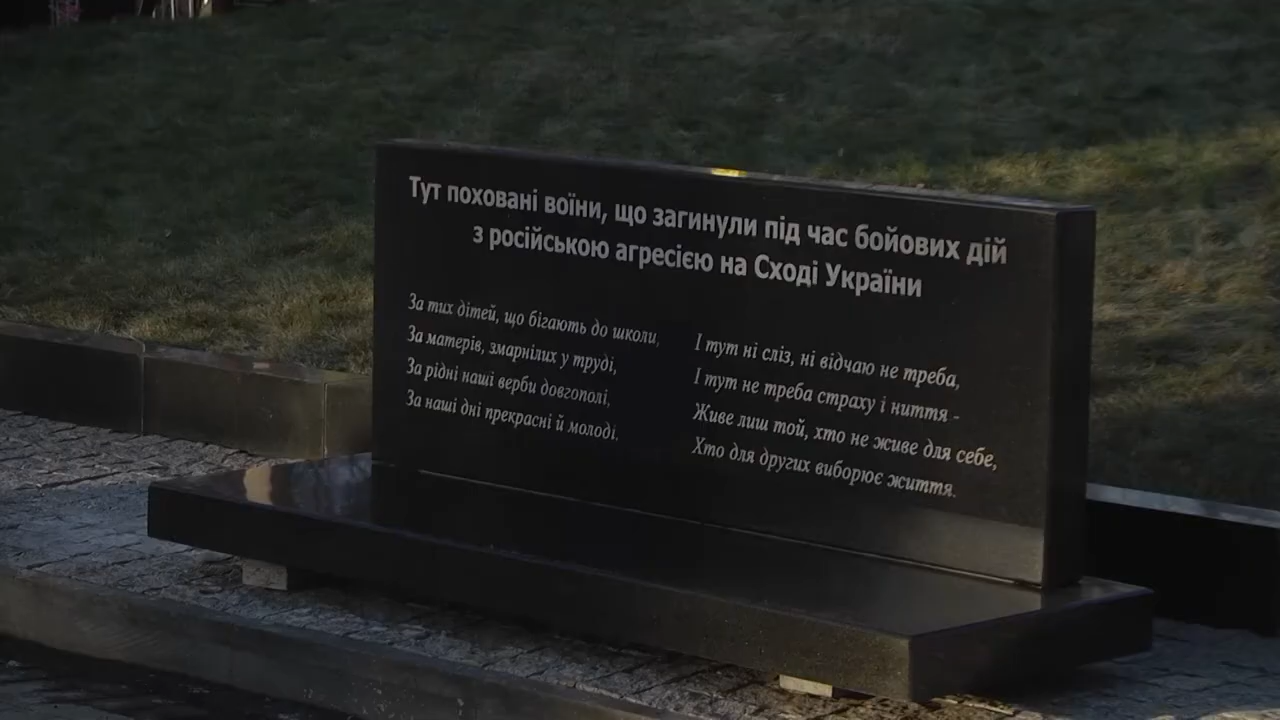 Тут поховані воїни, що загинули під час бойових дій
з російською агресією на Сході України
За тих дітей, що бігають до школи,
За матерів, змарнілих у труді,
За рідні наші верби довгополі,
За наші дні прекрасні й молоді.
І тут ні сліз, ні відчаю не треба,
І тут не треба страху і ниття -
Живе лиш той, хто не живе для себе,
Хто для других виборює життя.